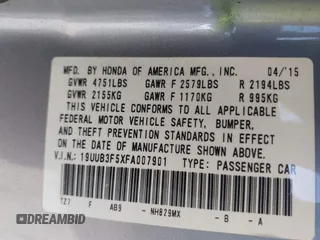 MFD. BY HONDA OF AMERICA MFG., INC. 04/'15
GVWR 4751LBS GAWR F 2579LBS R 2194LBS
GVWR 2155KG GAWR F 1170KG R 995KG
THIS VEHICLE CONFORMS TO ALL APPLICABLE
FEDERAL MOTOR VEHICLE SAFETY, BUMPER,
AND THEFT PREVENTION STANDARDS IN EFFECT
ON THE DATE OF MANUFACTURE SHOWN ABOVE.
V.I.N.: 19UUB3F5XFA007901 TYPE: PASSENGER CAR
TZ7 F AB9 - NH829MX - B - A
DREAMBID